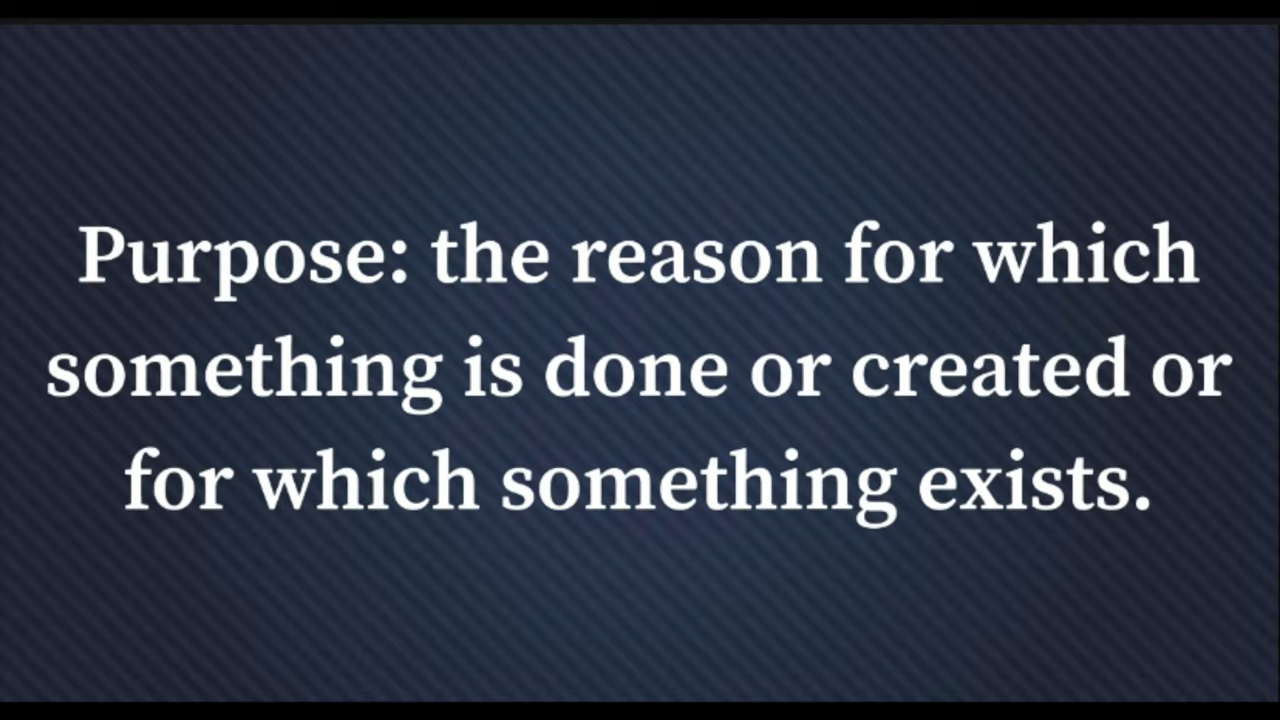 Purpose: the reason for which
something is done or created or
for which something exists.